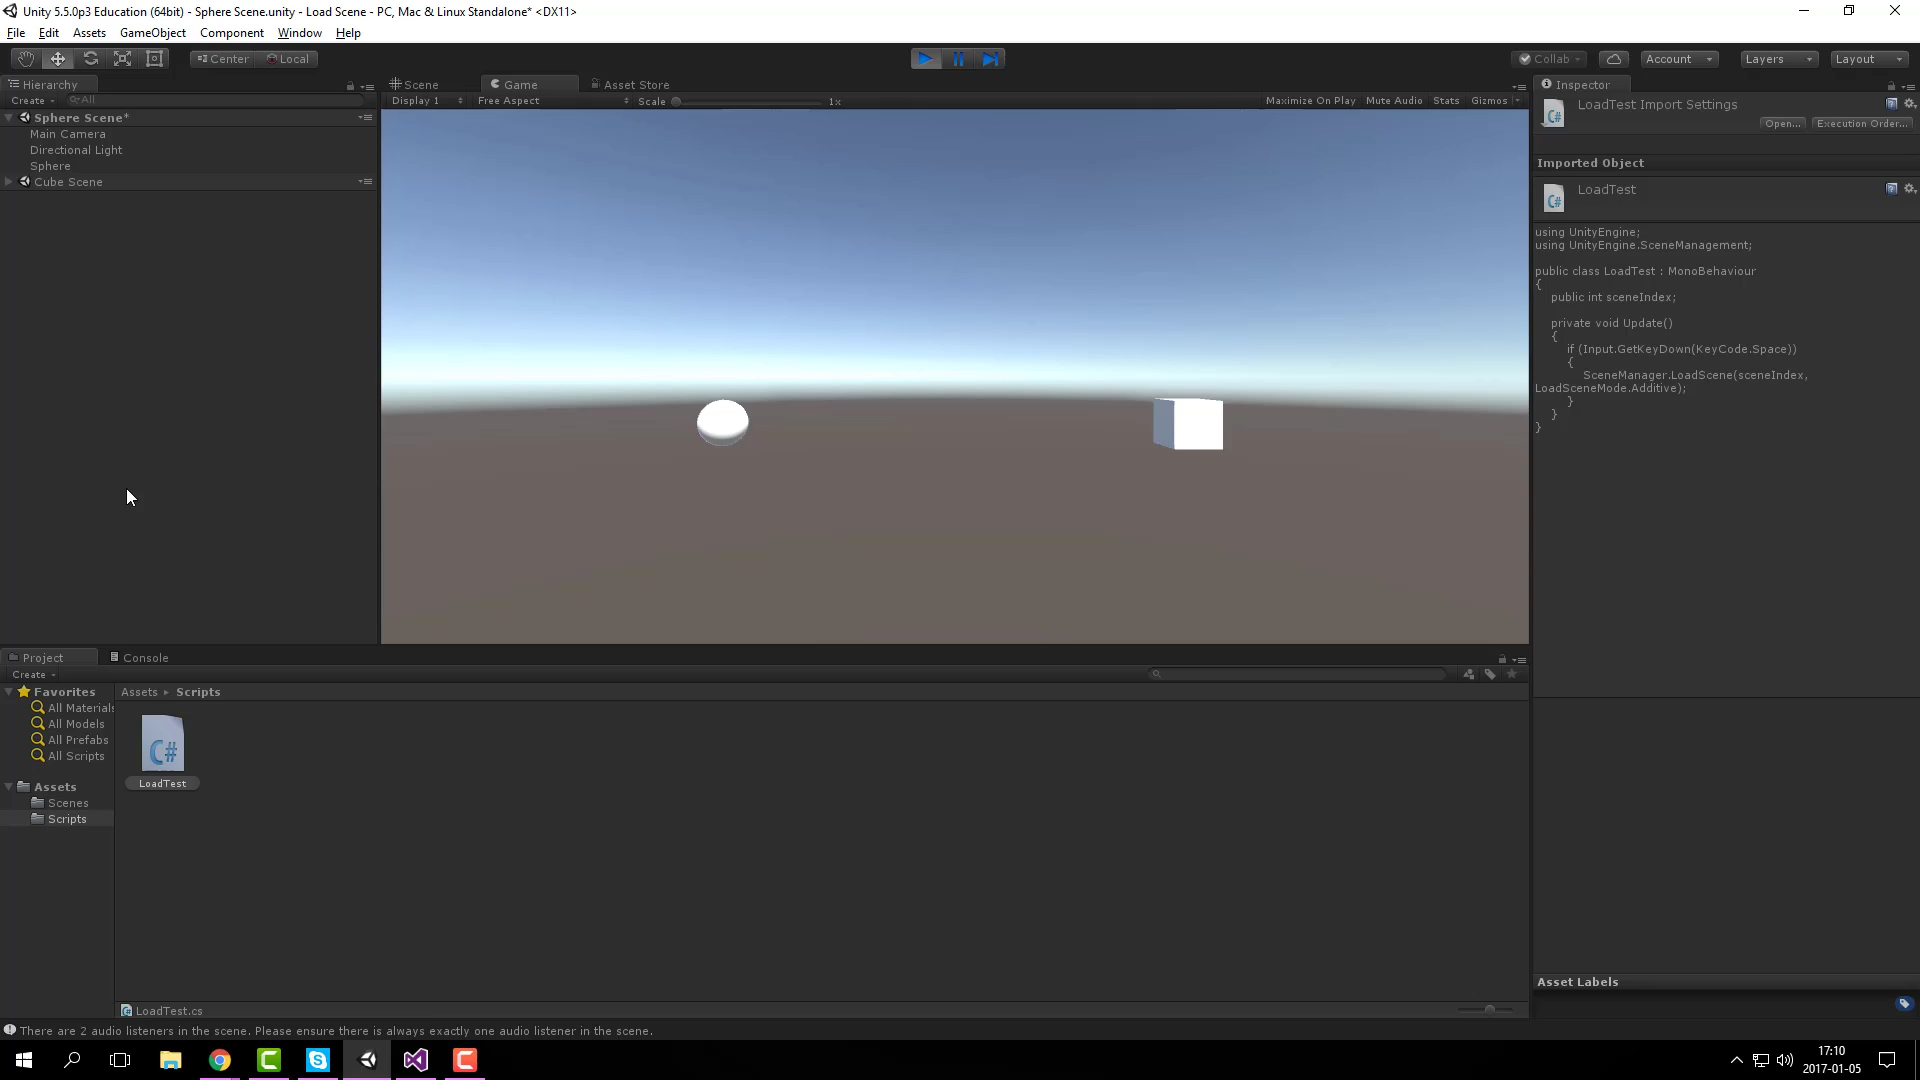 Unity 5.5.0p3 Education (64bit) - Sphere Scene.unity - Load Scene - PC, Mac & Linux Standalone* <DX11>
File Edit Assets GameObject Component Window Help
Center Local
Collab Account Layers Layout
Hierarchy
Create All
Sphere Scene*
Main Camera
Directional Light
Sphere
Cube Scene
Scene Game Asset Store
Display 1 Free Aspect Scale 1x Maximize On Play Mute Audio Stats Gizmos
Inspector
LoadTest Import Settings
Open... Execution Order...
Imported Object
LoadTest
using UnityEngine;
using UnityEngine.SceneManagement;
public class LoadTest : MonoBehaviour
{
public int sceneIndex;
private void Update()
{
if (Input.GetKeyDown(KeyCode.Space))
{
SceneManager.LoadScene(sceneIndex,
LoadSceneMode.Additive);
}
}
}
Project Console
Create
Favorites
All Materials
All Models
All Prefabs
All Scripts
Assets
Scenes
Scripts
Assets Scripts
C#
LoadTest
LoadTest.cs
Asset Labels
There are 2 audio listeners in the scene. Please ensure there is always exactly one audio listener in the scene.
17:10
2017-01-05